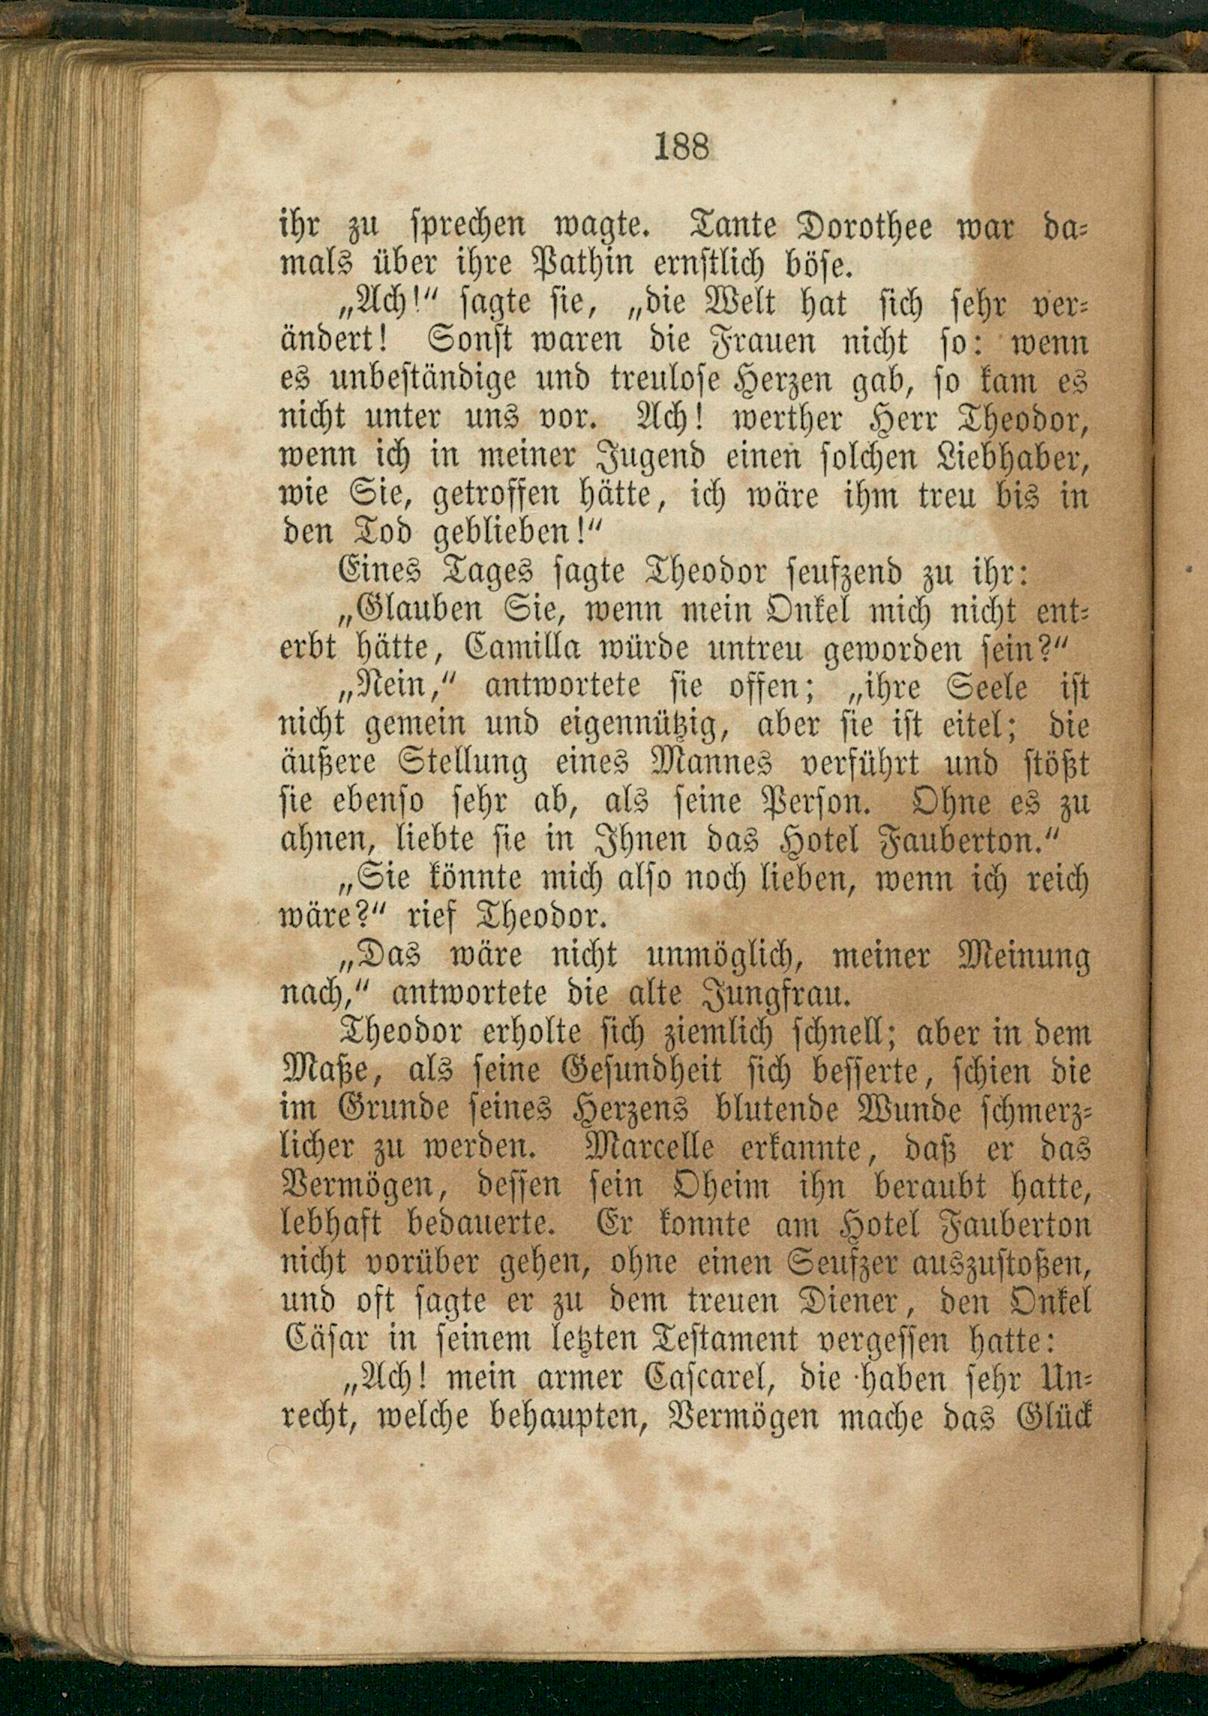 188
ihr zu sprechen wagte. Tante Dorothee war da-
mals über ihre Pathin ernstlich böse.
„Ach!“ sagte sie, „die Welt hat sich sehr ver-
ändert! Sonst waren die Frauen nicht so: wenn
es unbeständige und treulose Herzen gab, so kam es
nicht unter uns vor. Ach! werther Herr Theodor,
wenn ich in meiner Jugend einen solchen Liebhaber,
wie Sie, getroffen hätte, ich wäre ihm treu bis in
den Tod geblieben!“
Eines Tages sagte Theodor seufzend zu ihr:
„Glauben Sie, wenn mein Onkel mich nicht ent-
erbt hätte, Camilla würde untreu geworden sein?“
„Nein,“ antwortete sie offen; „ihre Seele ist
nicht gemein und eigennützig, aber sie ist eitel; die
äußere Stellung eines Mannes verführt und stößt
sie ebenso sehr ab, als seine Person. Ohne es zu
ahnen, liebte sie in Ihnen das Hotel Fauberton.“
„Sie könnte mich also noch lieben, wenn ich reich
wäre?“ rief Theodor.
„Das wäre nicht unmöglich, meiner Meinung
nach,“ antwortete die alte Jungfrau.
Theodor erholte sich ziemlich schnell; aber in dem
Maße, als seine Gesundheit sich besserte, schien die
im Grunde seines Herzens blutende Wunde schmerz-
licher zu werden. Marcelle erkannte, daß er das
Vermögen, dessen sein Oheim ihn beraubt hatte,
lebhaft bedauerte. Er konnte am Hotel Fauberton
nicht vorüber gehen, ohne einen Seufzer auszustoßen,
und oft sagte er zu dem treuen Diener, den Onkel
Cäsar in seinem letzten Testament vergessen hatte:
„Ach! mein armer Cascarel, die haben sehr Un-
recht, welche behaupten, Vermögen mache das Glück